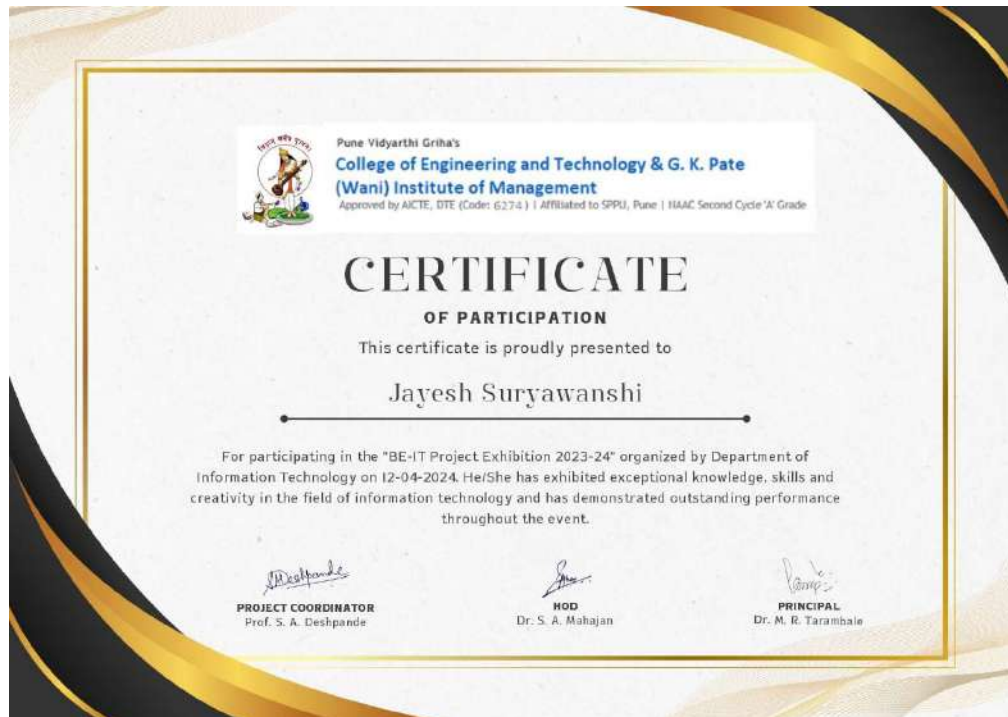 Pune Vidyarthi Griha's
College of Engineering and Technology & G. K. Pate
(Wani) Institute of Management
Approved by AICTE, DTE (Code: 6274 ) | Affiliated to SPPU, Pune | NAAC Second Cycle 'A' Grade
CERTIFICATE
OF PARTICIPATION
This certificate is proudly presented to
Jayesh Suryawanshi
For participating in the "BE-IT Project Exhibition 2023-24" organized by Department of
Information Technology on 12-04-2024. He/She has exhibited exceptional knowledge, skills and
creativity in the field of information technology and has demonstrated outstanding performance
throughout the event.
SADeshpande
PROJECT COORDINATOR
Prof. S. A. Deshpande
HOD
Dr. S. A. Mahajan
PRINCIPAL
Dr. M. R. Tarambale